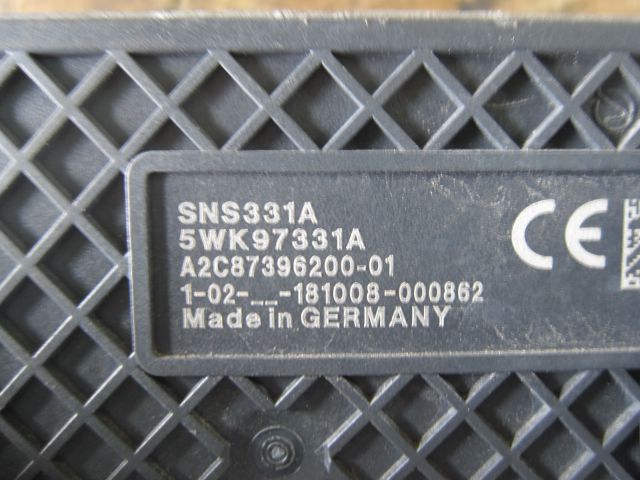 SNS331A
5WK97331A
A2C87396200-01
1-02-__-181008-000862
Made in GERMANY
CE